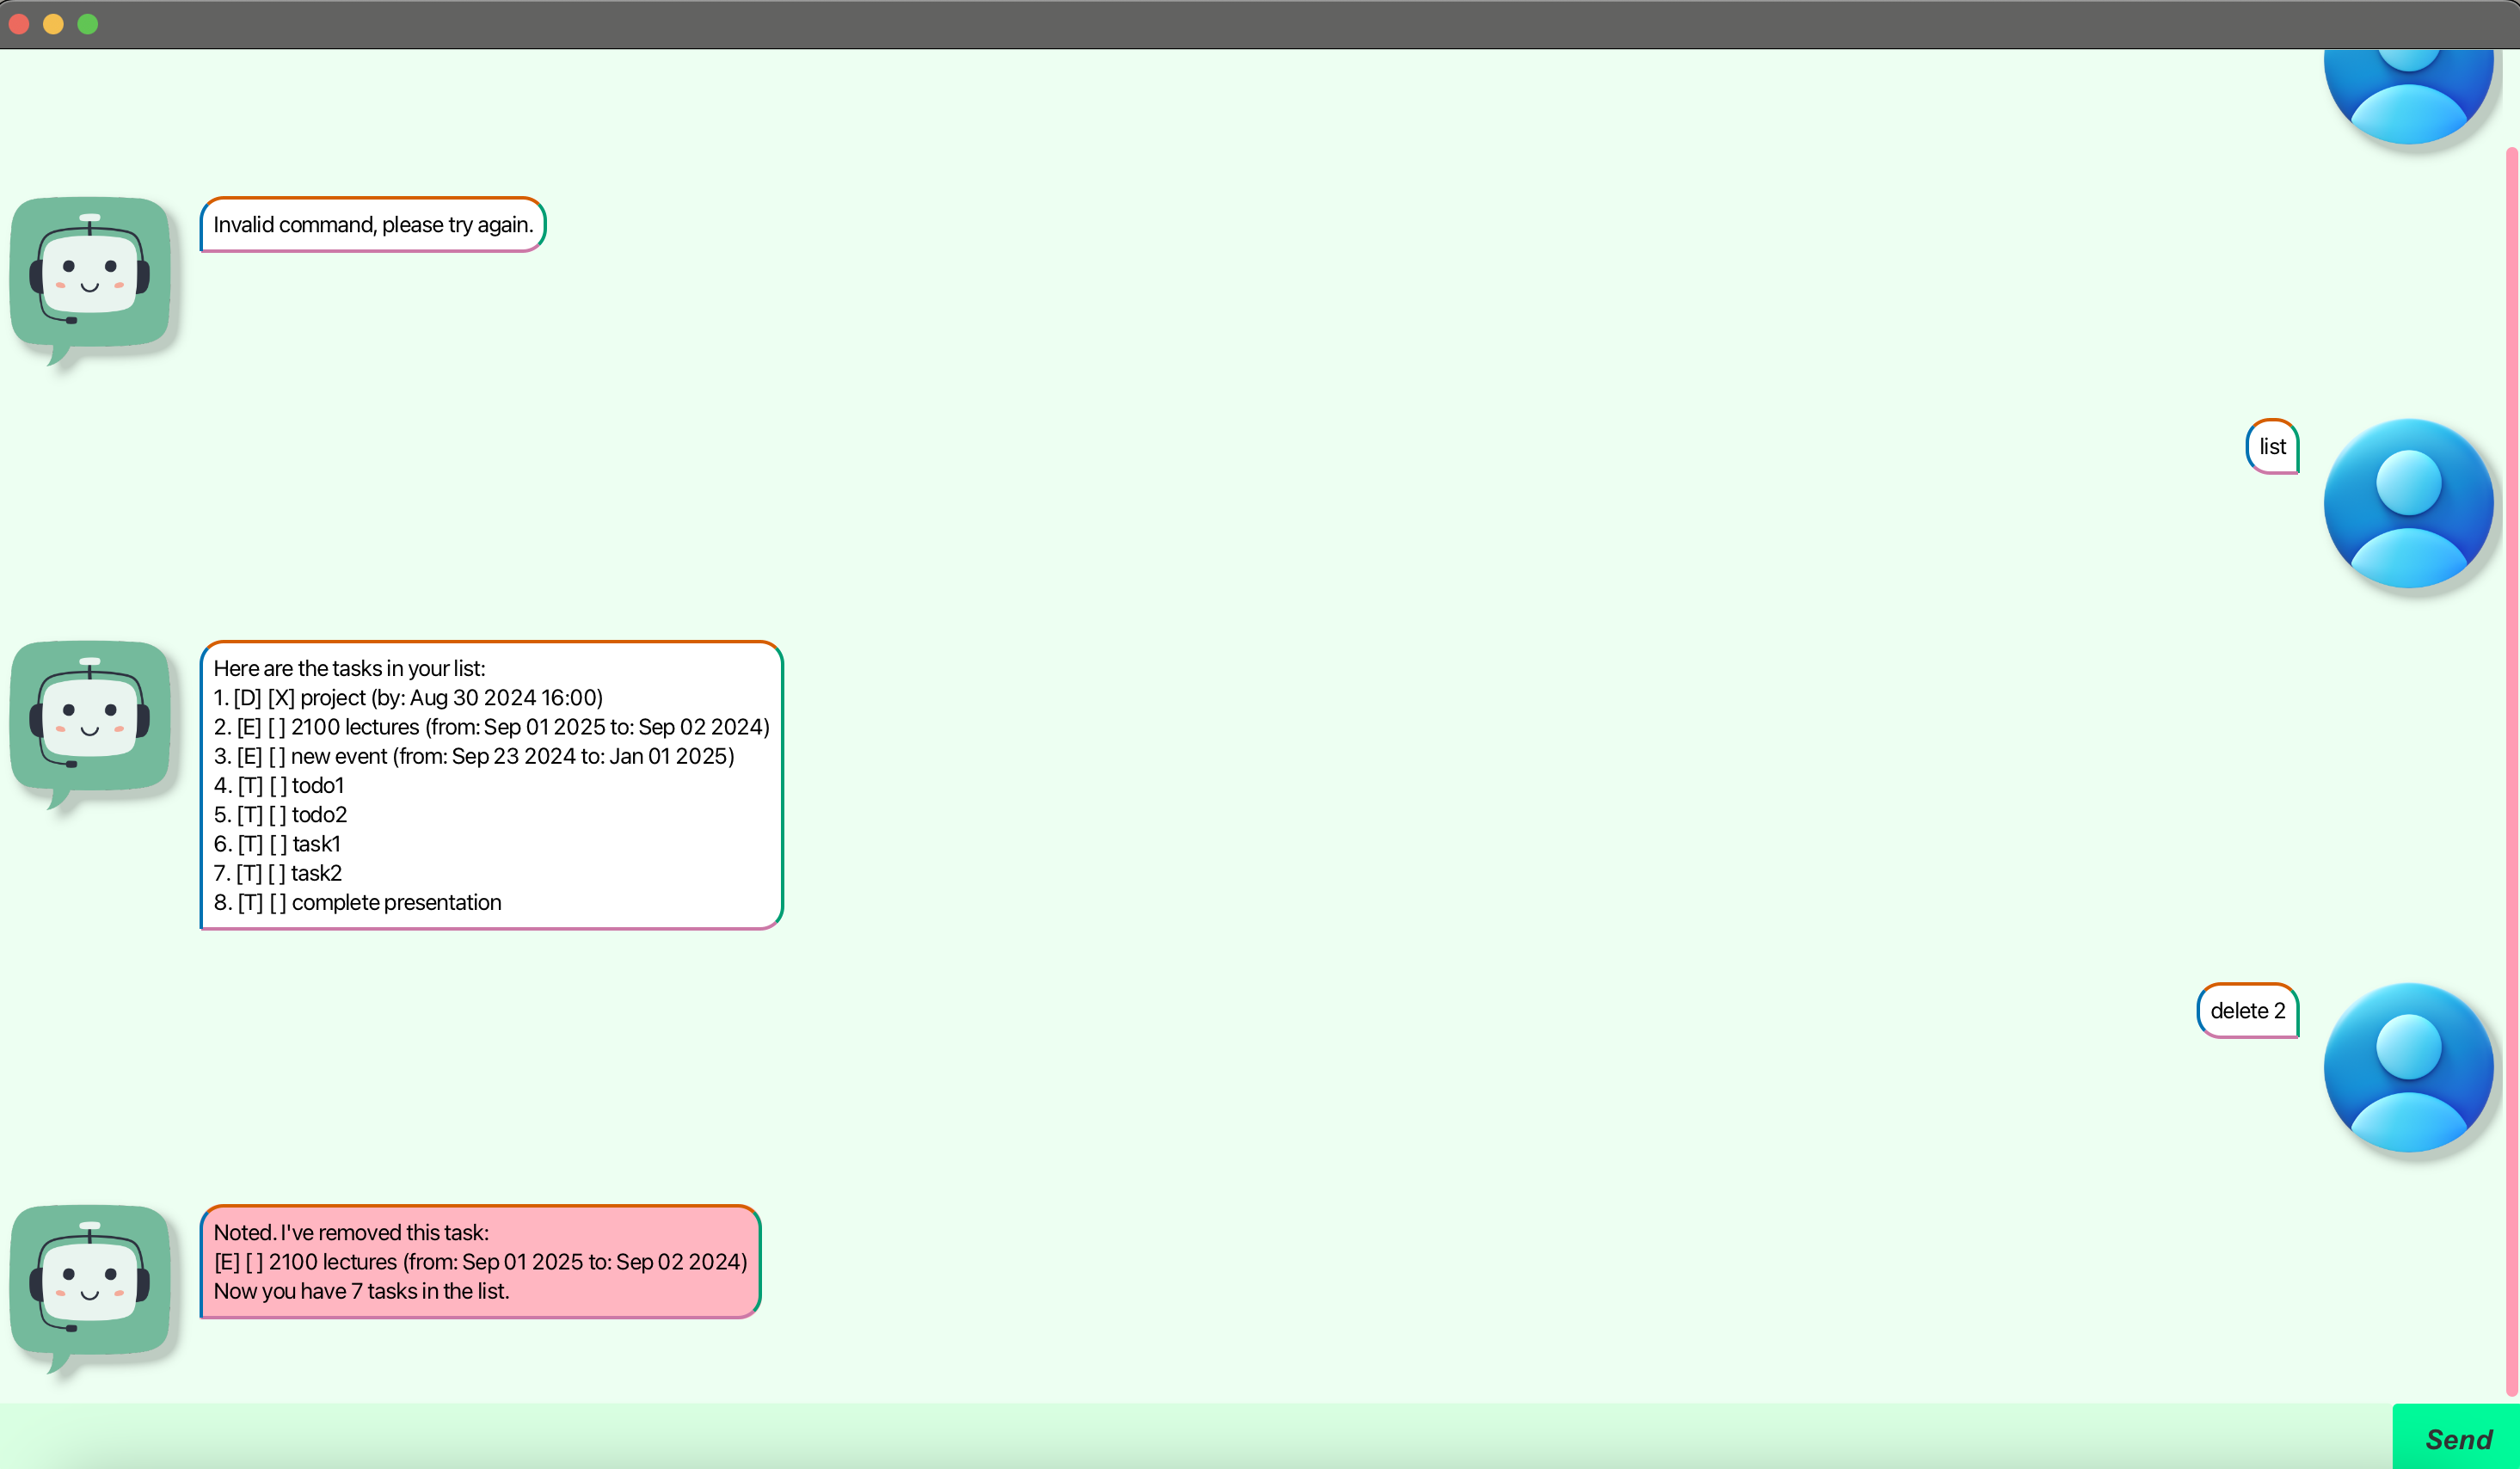 Invalid command, please try again.
list
Here are the tasks in your list:
1. [D] [X] project (by: Aug 30 2024 16:00)
2. [E] [ ] 2100 lectures (from: Sep 01 2025 to: Sep 02 2024)
3. [E] [ ] new event (from: Sep 23 2024 to: Jan 01 2025)
4. [T] [ ] todo1
5. [T] [ ] todo2
6. [T] [ ] task1
7. [T] [ ] task2
8. [T] [ ] complete presentation
delete 2
Noted. I've removed this task:
[E] [ ] 2100 lectures (from: Sep 01 2025 to: Sep 02 2024)
Now you have 7 tasks in the list.
Send